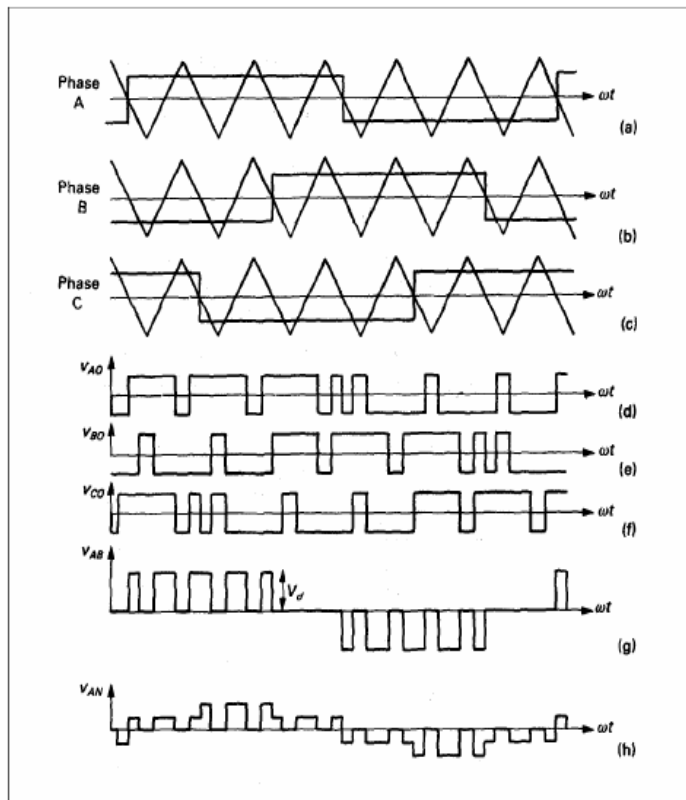 Phase
A
ωt
(a)
Phase
B
ωt
(b)
Phase
C
ωt
(c)
vAO
ωt
(d)
vBO
ωt
(e)
vCO
ωt
(f)
vAB
Vd
ωt
(g)
vAN
ωt
(h)